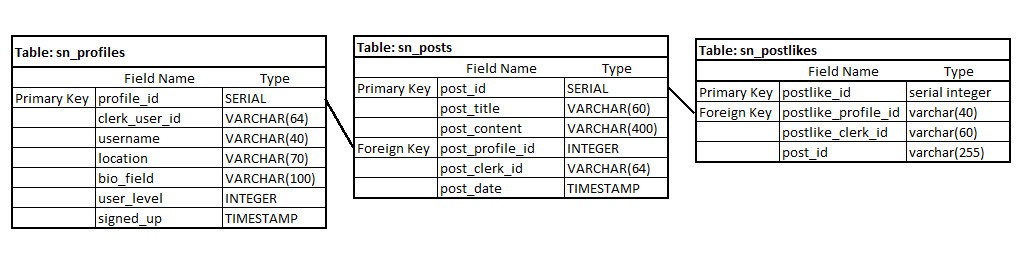 Table: sn_profiles
Field Name Type
Primary Key profile_id SERIAL
clerk_user_id VARCHAR(64)
username VARCHAR(40)
location VARCHAR(70)
bio_field VARCHAR(100)
user_level INTEGER
signed_up TIMESTAMP
Table: sn_posts
Field Name Type
Primary Key post_id SERIAL
post_title VARCHAR(60)
post_content VARCHAR(400)
Foreign Key post_profile_id INTEGER
post_clerk_id VARCHAR(64)
post_date TIMESTAMP
Table: sn_postlikes
Field Name Type
Primary Key postlike_id serial integer
Foreign Key postlike_profile_id varchar(40)
postlike_clerk_id varchar(60)
post_id varchar(255)